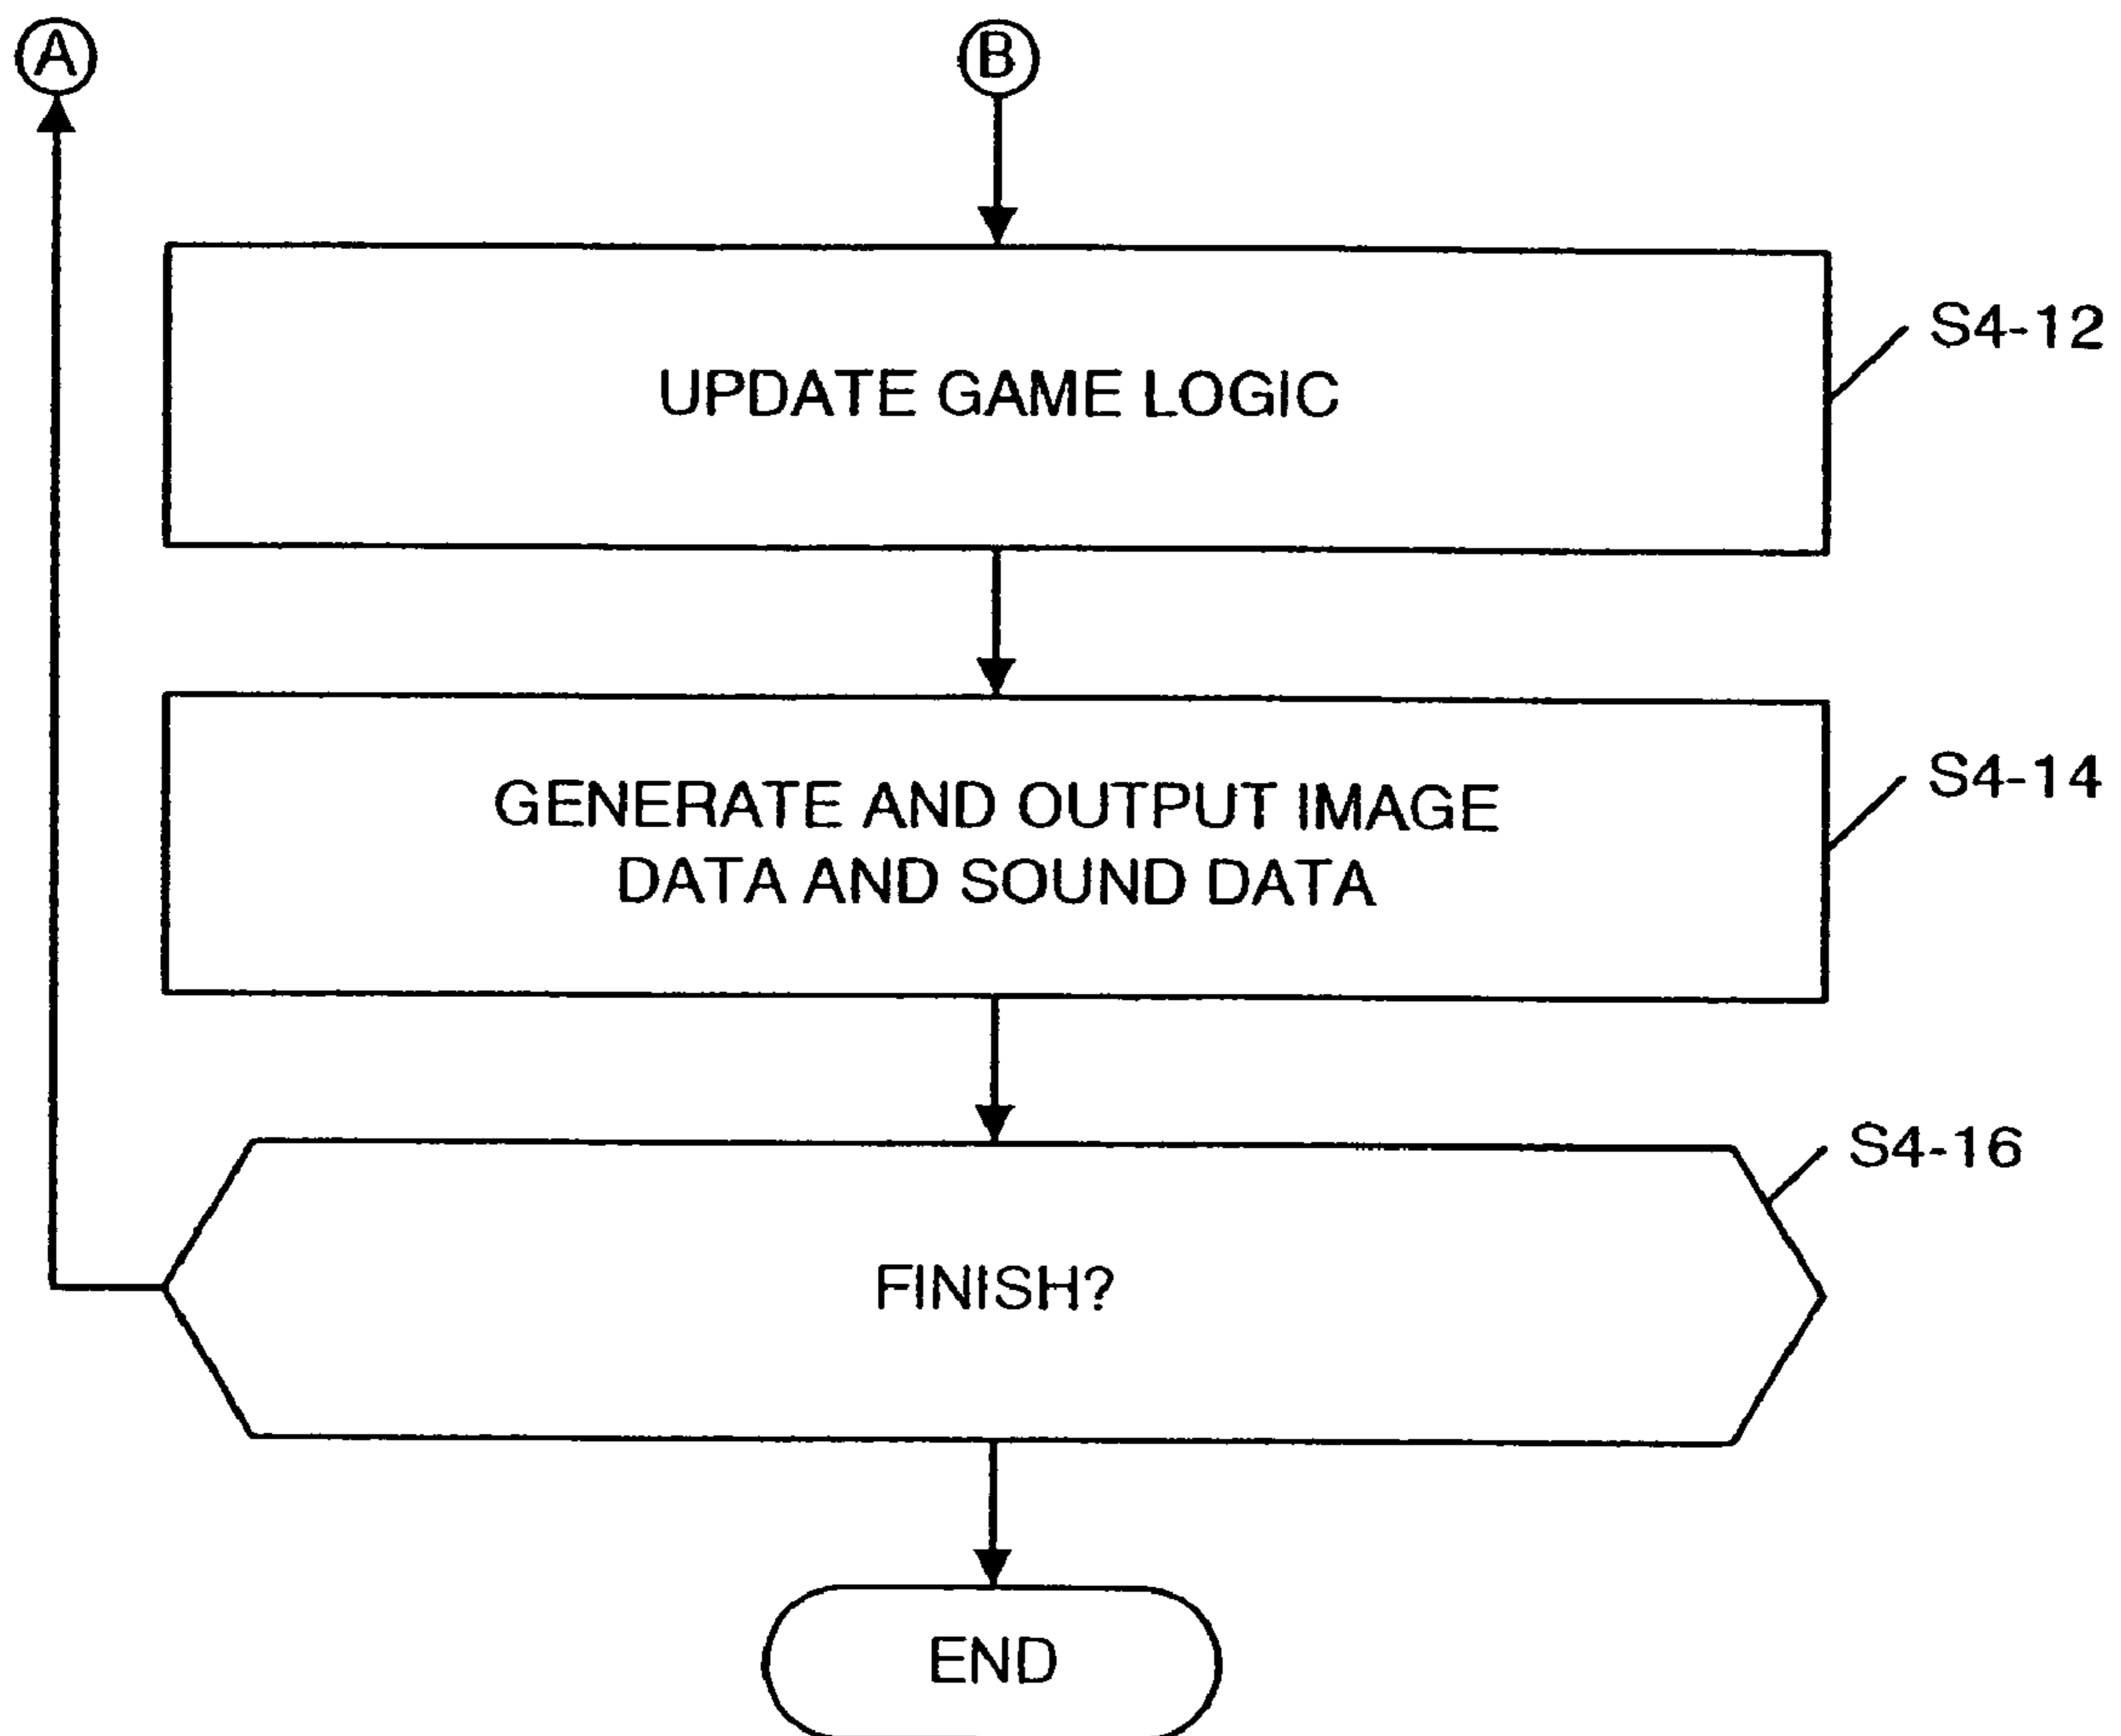 A
B
UPDATE GAME LOGIC
S4-12
GENERATE AND OUTPUT IMAGE
DATA AND SOUND DATA
S4-14
FINISH?
S4-16
END